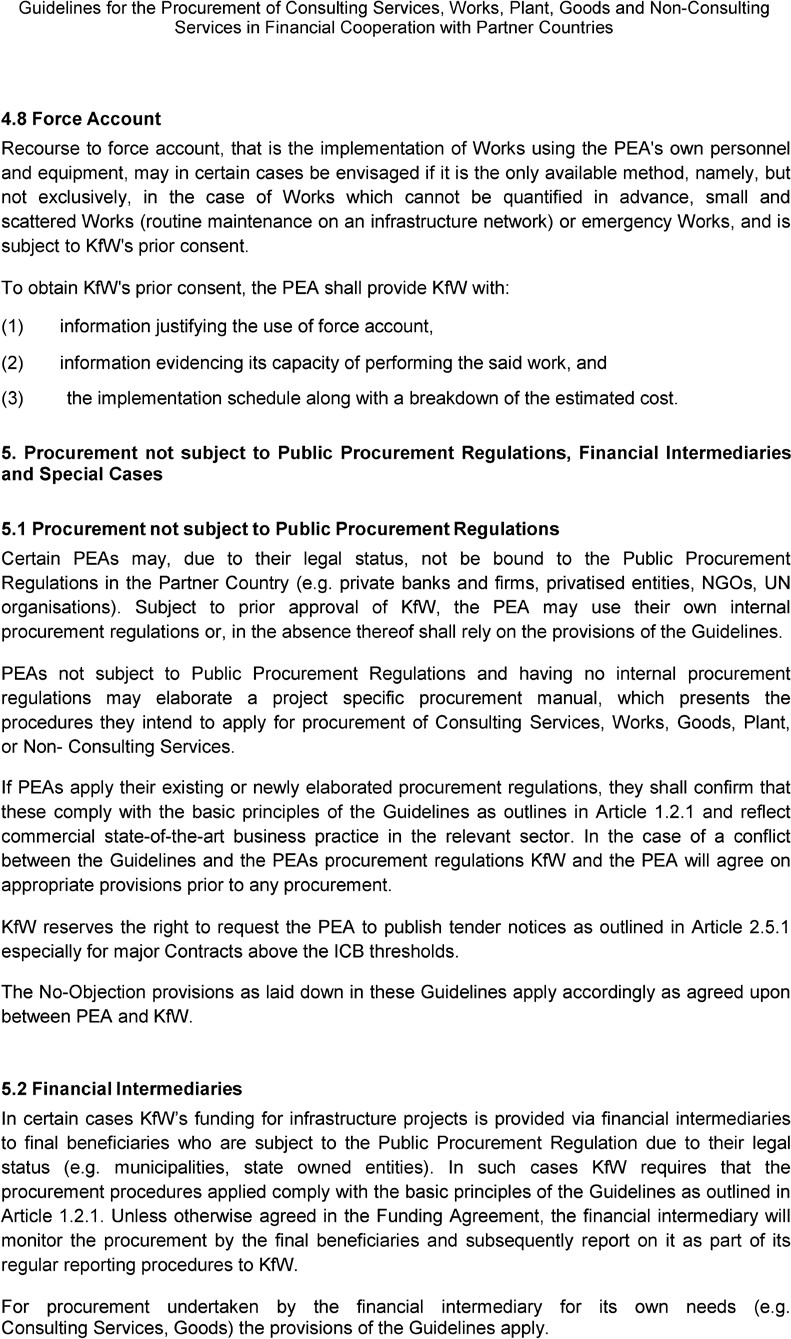 Guidelines for the Procurement of Consulting Services, Works, Plant, Goods and Non-Consulting
Services in Financial Cooperation with Partner Countries
4.8 Force Account
Recourse to force account, that is the implementation of Works using the PEA's own personnel
and equipment, may in certain cases be envisaged if it is the only available method, namely, but
not exclusively, in the case of Works which cannot be quantified in advance, small and
scattered Works (routine maintenance on an infrastructure network) or emergency Works, and is
subject to KfW's prior consent.
To obtain KfW's prior consent, the PEA shall provide KfW with:
(1) information justifying the use of force account,
(2) information evidencing its capacity of performing the said work, and
(3) the implementation schedule along with a breakdown of the estimated cost.
5. Procurement not subject to Public Procurement Regulations, Financial Intermediaries
and Special Cases
5.1 Procurement not subject to Public Procurement Regulations
Certain PEAs may, due to their legal status, not be bound to the Public Procurement
Regulations in the Partner Country (e.g. private banks and firms, privatised entities, NGOs, UN
organisations). Subject to prior approval of KfW, the PEA may use their own internal
procurement regulations or, in the absence thereof shall rely on the provisions of the Guidelines.
PEAs not subject to Public Procurement Regulations and having no internal procurement
regulations may elaborate a project specific procurement manual, which presents the
procedures they intend to apply for procurement of Consulting Services, Works, Goods, Plant,
or Non- Consulting Services.
If PEAs apply their existing or newly elaborated procurement regulations, they shall confirm that
these comply with the basic principles of the Guidelines as outlines in Article 1.2.1 and reflect
commercial state-of-the-art business practice in the relevant sector. In the case of a conflict
between the Guidelines and the PEAs procurement regulations KfW and the PEA will agree on
appropriate provisions prior to any procurement.
KfW reserves the right to request the PEA to publish tender notices as outlined in Article 2.5.1
especially for major Contracts above the ICB thresholds.
The No-Objection provisions as laid down in these Guidelines apply accordingly as agreed upon
between PEA and KfW.
5.2 Financial Intermediaries
In certain cases KfW’s funding for infrastructure projects is provided via financial intermediaries
to final beneficiaries who are subject to the Public Procurement Regulation due to their legal
status (e.g. municipalities, state owned entities). In such cases KfW requires that the
procurement procedures applied comply with the basic principles of the Guidelines as outlined in
Article 1.2.1. Unless otherwise agreed in the Funding Agreement, the financial intermediary will
monitor the procurement by the final beneficiaries and subsequently report on it as part of its
regular reporting procedures to KfW.
For procurement undertaken by the financial intermediary for its own needs (e.g.
Consulting Services, Goods) the provisions of the Guidelines apply.